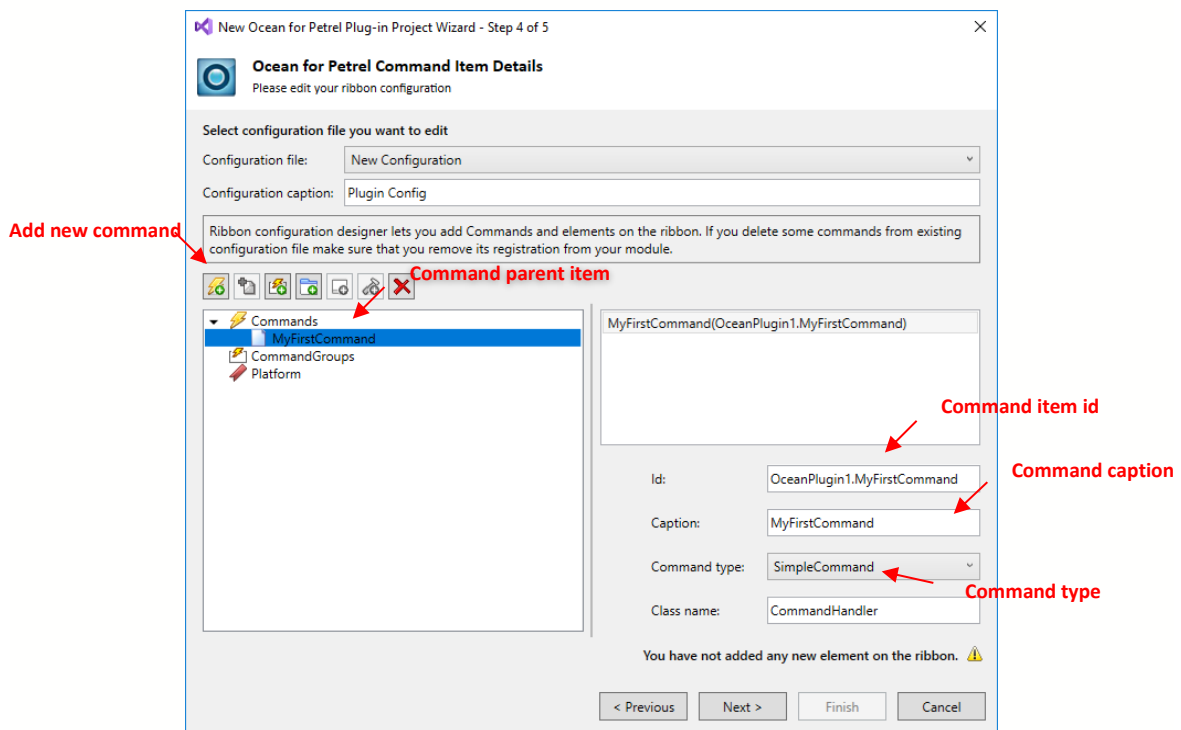 New Ocean for Petrel Plug-in Project Wizard - Step 4 of 5
Ocean for Petrel Command Item Details
Please edit your ribbon configuration
Select configuration file you want to edit
Configuration file:
New Configuration
Configuration caption:
Plugin Config
Add new command
Ribbon configuration designer lets you add Commands and elements on the ribbon. If you delete some commands from existing
configuration file make sure that you remove its registration from your module.
Command parent item
Commands
MyFirstCommand
CommandGroups
Platform
MyFirstCommand(OceanPlugin1.MyFirstCommand)
Command item id
Id:
OceanPlugin1.MyFirstCommand
Command caption
Caption:
MyFirstCommand
Command type:
SimpleCommand
Command type
Class name:
CommandHandler
You have not added any new element on the ribbon.
< Previous
Next >
Finish
Cancel